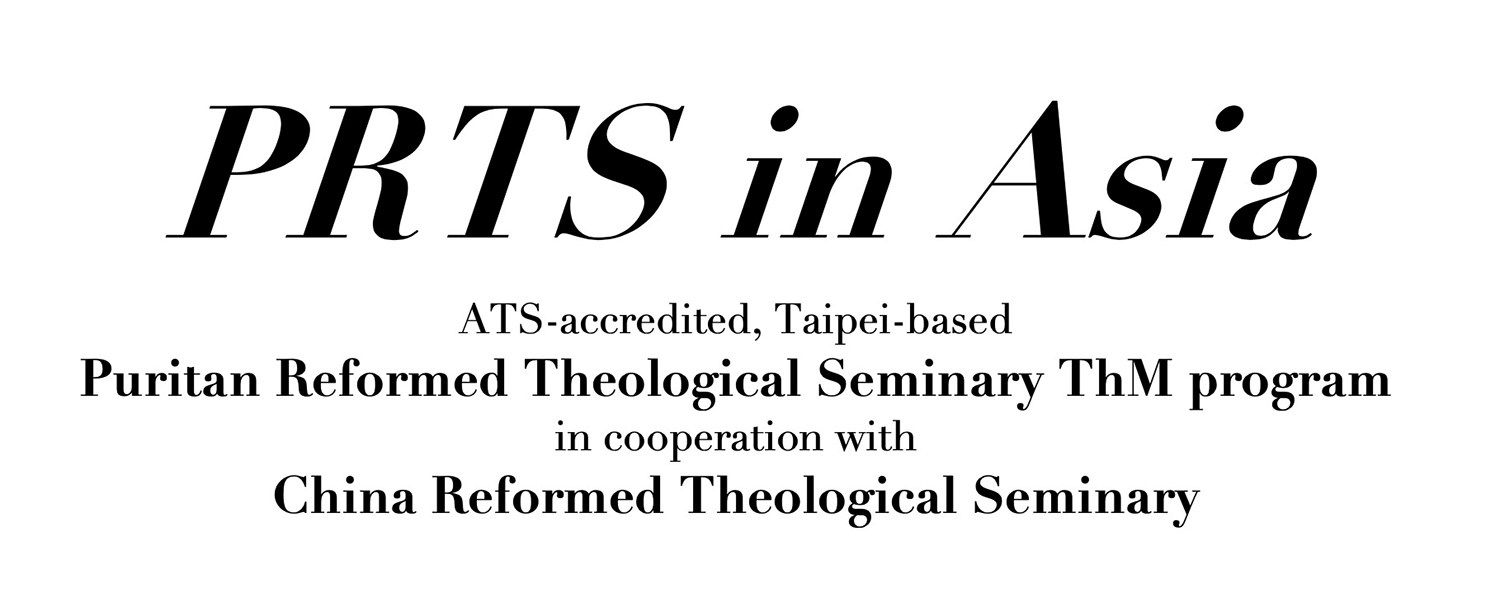 PRTS in Asia
ATS-accredited, Taipei-based
Puritan Reformed Theological Seminary ThM program
in cooperation with
China Reformed Theological Seminary